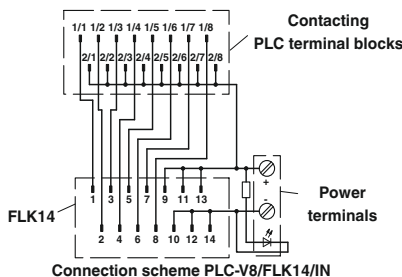 Contacting
PLC terminal blocks
1/1 1/2 1/3 1/4 1/5 1/6 1/7 1/8
2/1 2/2 2/3 2/4 2/5 2/6 2/7 2/8
1 3 5 7 9 11 13
+
-
FLK14
Power
terminals
2 4 6 8 10 12 14
Connection scheme PLC-V8/FLK14/IN